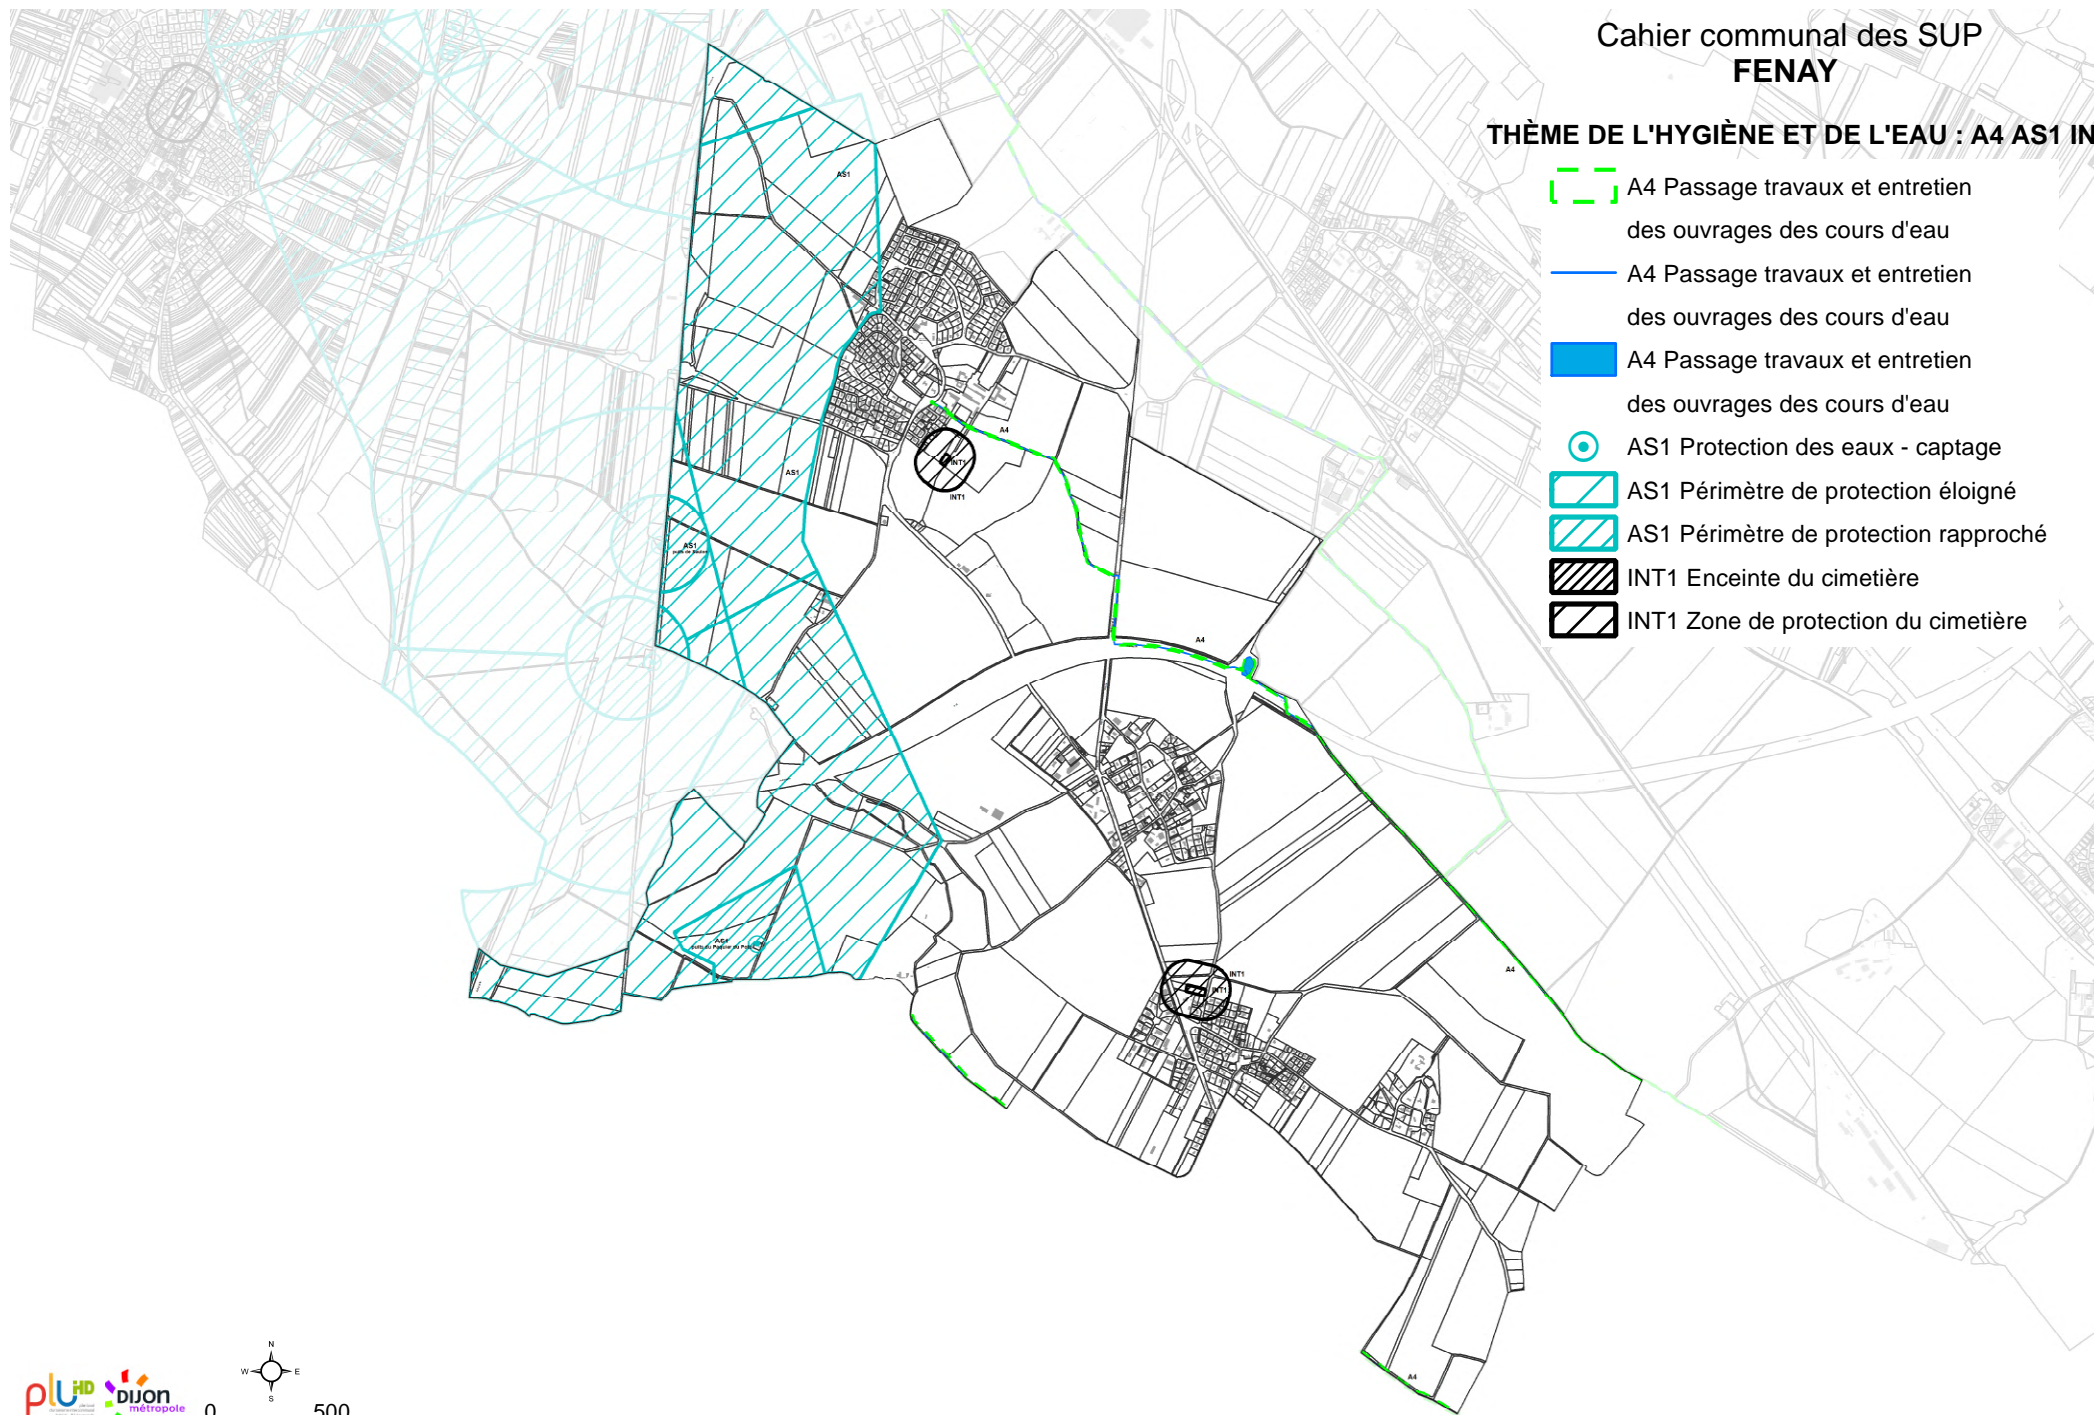 Cahier communal des SUP
FENAY
THÈME DE L'HYGIÈNE ET DE L'EAU : A4 AS1 IN
A4 Passage travaux et entretien
des ouvrages des cours d'eau
A4 Passage travaux et entretien
des ouvrages des cours d'eau
A4 Passage travaux et entretien
des ouvrages des cours d'eau
AS1 Protection des eaux - captage
AS1 Périmètre de protection éloigné
AS1 Périmètre de protection rapproché
INT1 Enceinte du cimetière
INT1 Zone de protection du cimetière
AS1
A4
INT1
INT1
AS1
AS1
A4
AS1
INT1
INT1
A4
A4
N
W
E
S
pluHD
DIJON
métropole
0
500